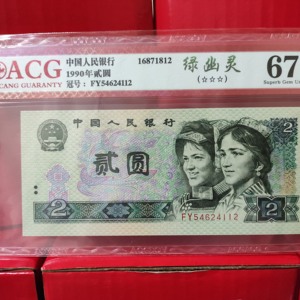 ACG
CANG GUARANTY
中国人民银行 16871812
1990年贰圆
冠号：FY54624112
绿幽灵
(☆☆☆)
67
Superb Gem Unc
中国人民银行
贰圆
2
2
FY54624112
2